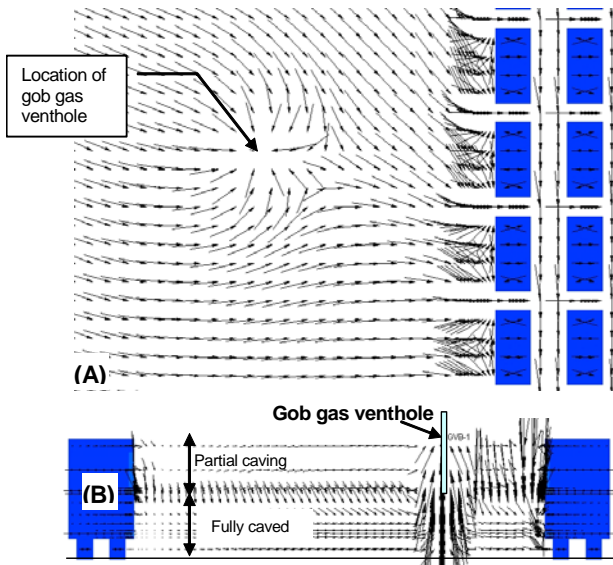 Location of
gob gas
venthole
(A)
Gob gas venthole
GVB-1
Partial caving
(B)
Fully caved